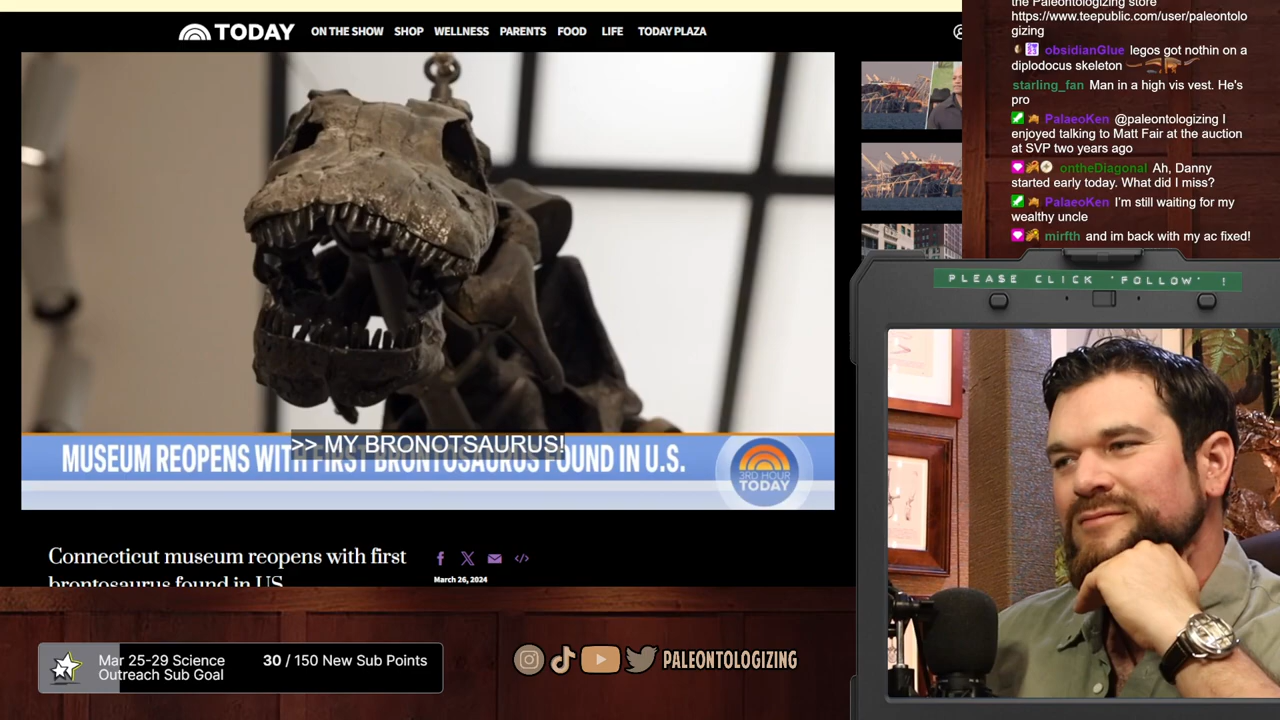 TODAY
ON THE SHOW
SHOP
WELLNESS
PARENTS
FOOD
LIFE
TODAY PLAZA
>> MY BRONOTSAURUS!
MUSEUM REOPENS WITH FIRST BRONTOSAURUS FOUND IN U.S.
3RD HOUR
TODAY
Connecticut museum reopens with first
brontosaurus found in US
March 26, 2024
the Paleontologizing store
https://www.teepublic.com/user/paleontolo
gizing
obsidianGlue legos got nothin on a
diplodocus skeleton
starling_fan Man in a high vis vest. He's
pro
PalaeoKen @paleontologizing I
enjoyed talking to Matt Fair at the auction
at SVP two years ago
ontheDiagonal Ah, Danny
started early today. What did I miss?
PalaeoKen I'm still waiting for my
wealthy uncle
mirfth and im back with my ac fixed!
PLEASE CLICK 'FOLLOW' !
Mar 25-29 Science
Outreach Sub Goal
30 / 150 New Sub Points
PALEONTOLOGIZING